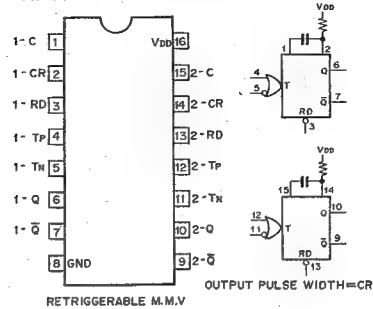 1-C 1
1-CR 2
1-RD 3
1-TP 4
1-TN 5
1-Q 6
1-Q̅ 7
8 GND
VDD 16
15 2-C
14 2-CR
13 2-RD
12 2-TP
11 2-TN
10 2-Q
9 2-Q̅
RETRIGGERABLE M.M.V
VDD
1 2
4
5
T
Q 6
Q̅ 7
RD
3
VDD
15 14
12
11
T
Q 10
Q̅ 9
RD
13
OUTPUT PULSE WIDTH=CR